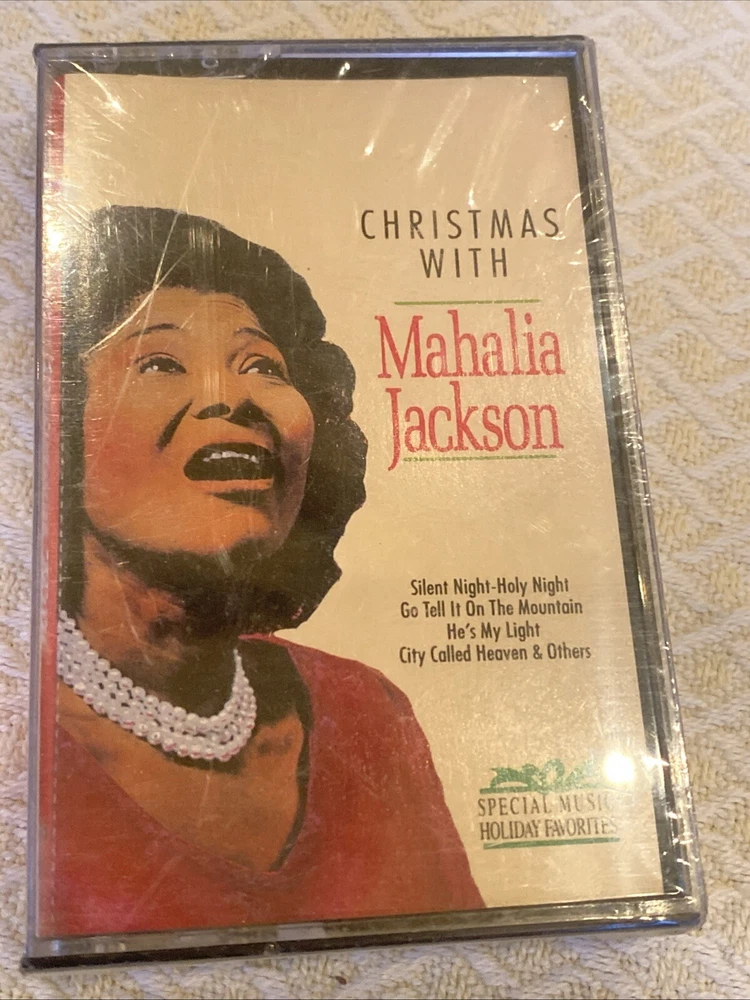 CHRISTMAS
WITH
Mahalia
Jackson
Silent Night-Holy Night
Go Tell It On The Mountain
He's My Light
City Called Heaven & Others
SPECIAL MUSIC
HOLIDAY FAVORITES